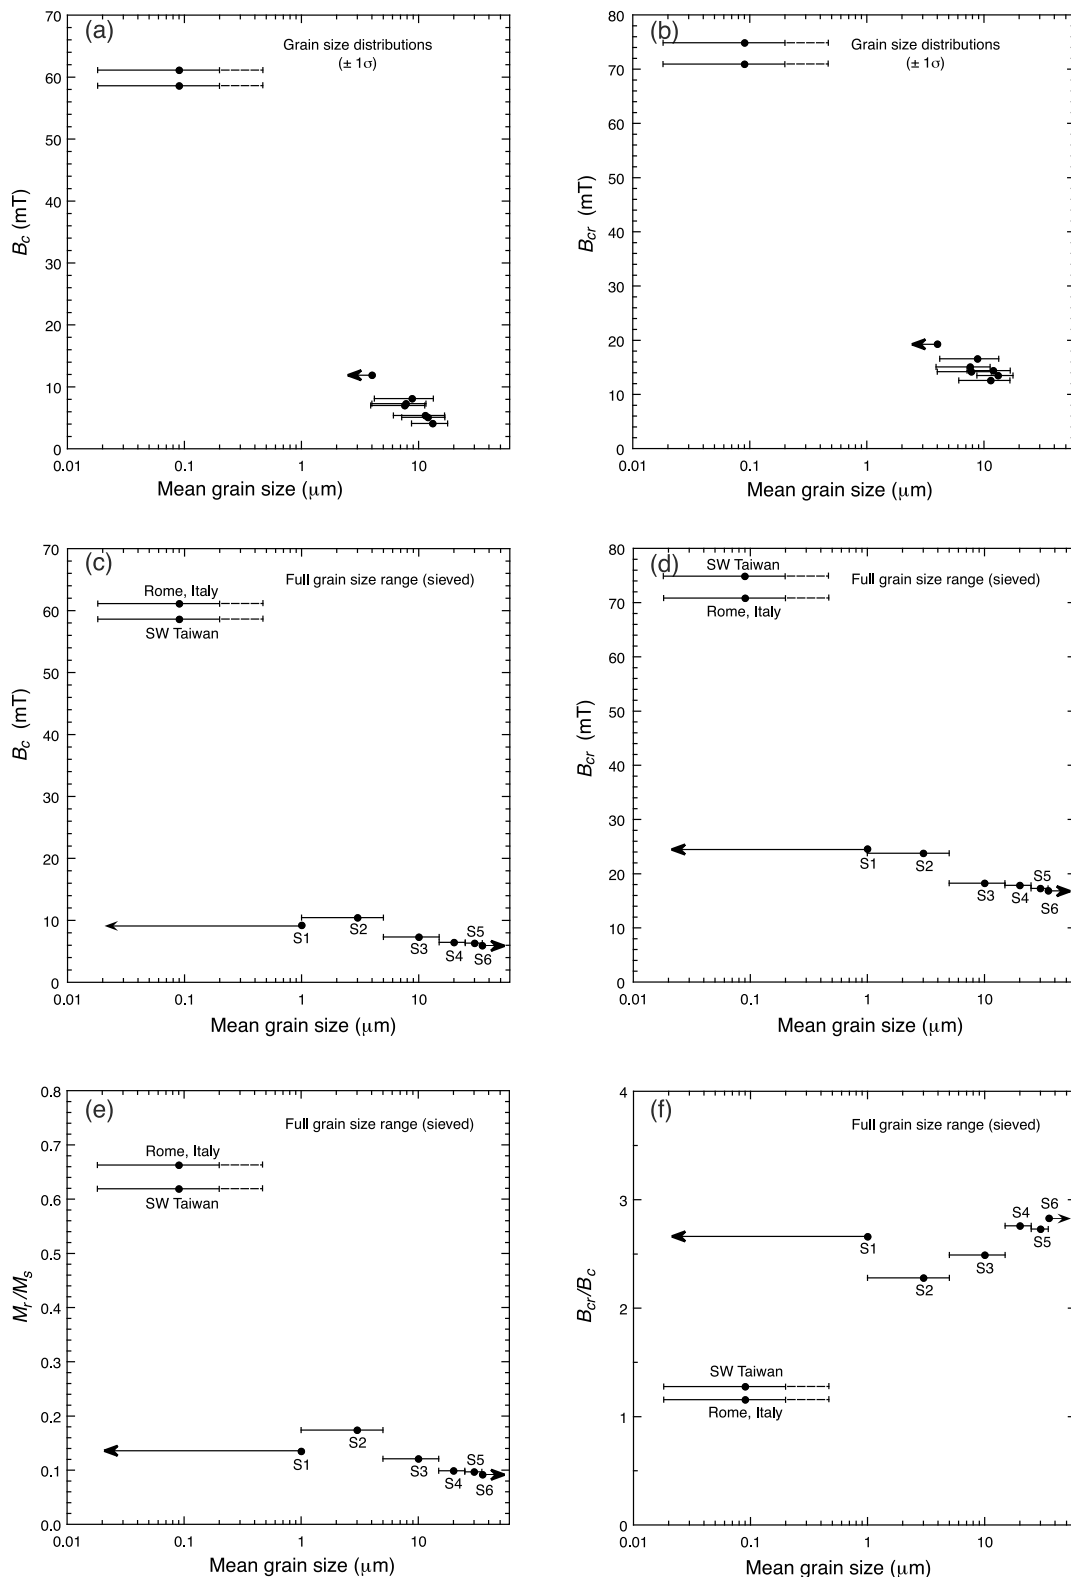 (a)
Grain size distributions
(± 1σ)
70
60
50
40
30
20
10
0
B_c (mT)
0.01 0.1 1 10
Mean grain size (μm)
(b)
Grain size distributions
(± 1σ)
80
70
60
50
40
30
20
10
0
B_cr (mT)
0.01 0.1 1 10
Mean grain size (μm)
(c)
Full grain size range (sieved)
Rome, Italy
SW Taiwan
70
60
50
40
30
20
10
0
B_c (mT)
S1 S2 S3 S4 S5 S6
0.01 0.1 1 10
Mean grain size (μm)
(d)
SW Taiwan
Full grain size range (sieved)
Rome, Italy
80
70
60
50
40
30
20
10
0
B_cr (mT)
S1 S2 S3 S4 S5 S6
0.01 0.1 1 10
Mean grain size (μm)
(e)
Full grain size range (sieved)
Rome, Italy
SW Taiwan
0.8
0.7
0.6
0.5
0.4
0.3
0.2
0.1
0.0
M_r/M_s
S1 S2 S3 S4 S5 S6
0.01 0.1 1 10
Mean grain size (μm)
(f)
Full grain size range (sieved)
4
3
2
1
0
B_cr/B_c
S1 S2 S3 S4 S5 S6
SW Taiwan
Rome, Italy
0.01 0.1 1 10
Mean grain size (μm)